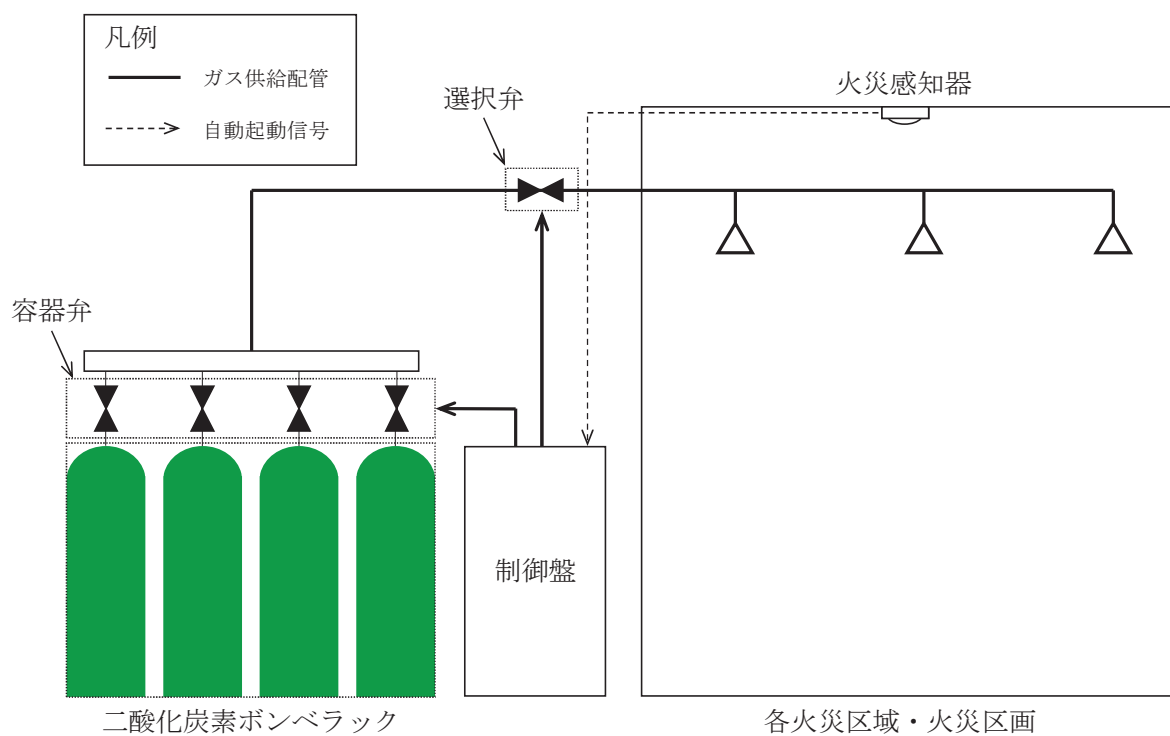 凡例
ガス供給配管
自動起動信号
選択弁
火災感知器
容器弁
制御盤
二酸化炭素ボンベラック
各火災区域・火災区画